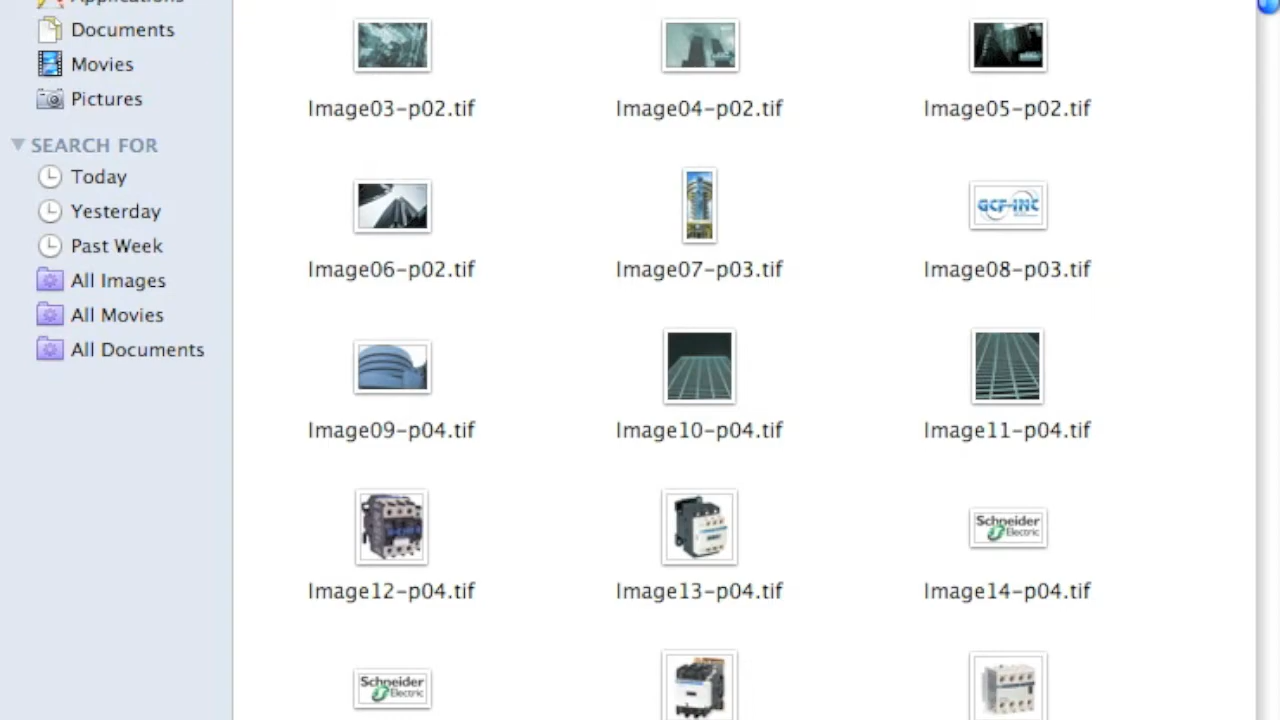 Applications
Documents
Movies
Pictures
SEARCH FOR
Today
Yesterday
Past Week
All Images
All Movies
All Documents
Image03-p02.tif
Image04-p02.tif
Image05-p02.tif
GCF-INC
Image06-p02.tif
Image07-p03.tif
Image08-p03.tif
Image09-p04.tif
Image10-p04.tif
Image11-p04.tif
Schneider
Electric
Image12-p04.tif
Image13-p04.tif
Image14-p04.tif
Schneider
Electric